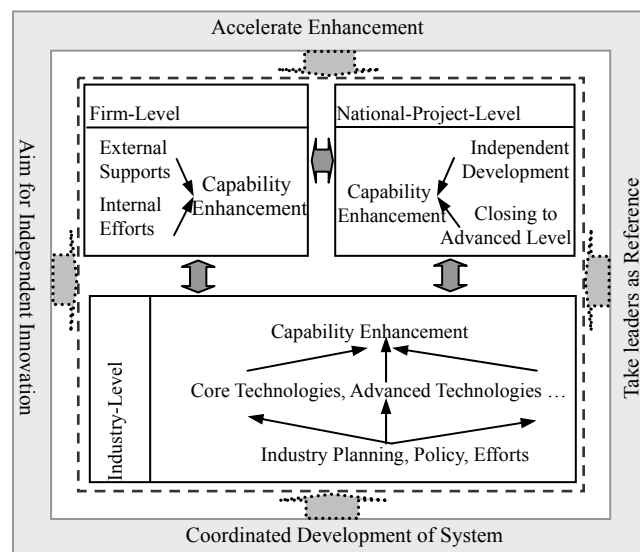 Accelerate Enhancement
Aim for Independent Innovation
Firm-Level
External
Supports
Internal
Efforts
Capability
Enhancement
National-Project-Level
Independent
Development
Capability
Enhancement
Closing to
Advanced Level
Take leaders as Reference
Industry-Level
Capability Enhancement
Core Technologies, Advanced Technologies …
Industry Planning, Policy, Efforts
Coordinated Development of System